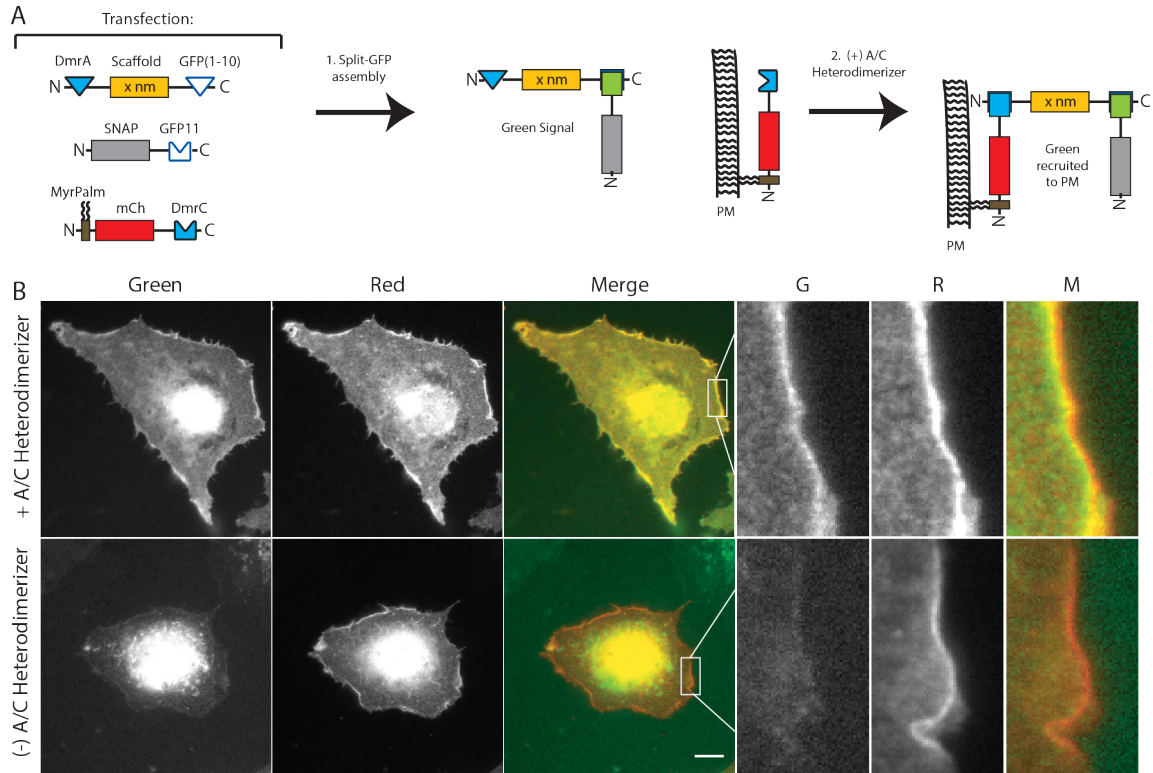 A
Transfection:
DmrA Scaffold GFP(1-10)
N x nm C
SNAP GFP11
N C
MyrPalm
mCh DmrC
N C
1. Split-GFP
assembly
N x nm C
Green Signal
N
PM
N
2. (+) A/C
Heterodimerizer
N x nm C
Green
recruited
to PM
N
N
PM
B
Green Red Merge G R M
+ A/C Heterodimerizer
(-) A/C Heterodimerizer